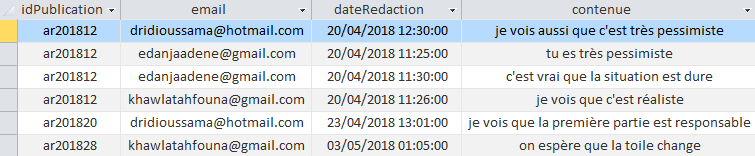 idPublication email dateRedaction contenue
ar201812 dridioussama@hotmail.com 20/04/2018 12:30:00 je vois aussi que c'est très pessimiste
ar201812 edanjaadene@gmail.com 20/04/2018 11:25:00 tu es très pessimiste
ar201812 edanjaadene@gmail.com 20/04/2018 11:30:00 c'est vrai que la situation est dure
ar201812 khawlatahfouna@gmail.com 20/04/2018 11:26:00 je vois que c'est réaliste
ar201820 dridioussama@hotmail.com 23/04/2018 13:01:00 je vois que la première partie est responsable
ar201828 khawlatahfouna@gmail.com 03/05/2018 01:05:00 on espère que la toile change